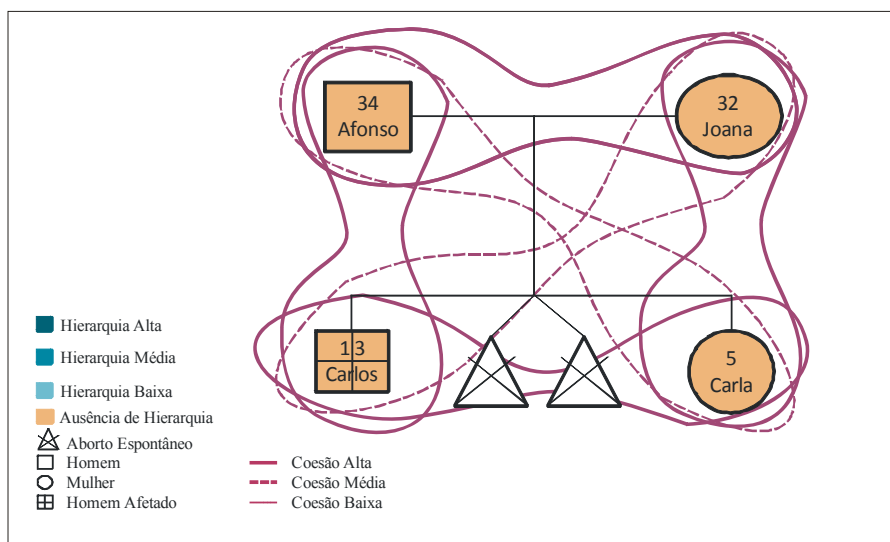 34
Afonso
32
Joana
13
Carlos
5
Carla
Hierarquia Alta
Hierarquia Média
Hierarquia Baixa
Ausência de Hierarquia
Aborto Espontâneo
Homem
Mulher
Homem Afetado
Coesão Alta
Coesão Média
Coesão Baixa